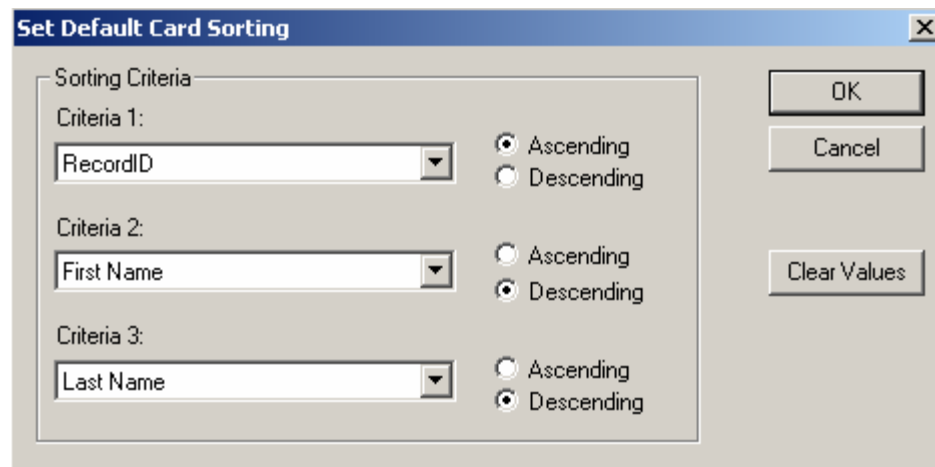 Set Default Card Sorting
Sorting Criteria
Criteria 1:
RecordID
Ascending
Descending
Criteria 2:
First Name
Ascending
Descending
Criteria 3:
Last Name
Ascending
Descending
OK
Cancel
Clear Values